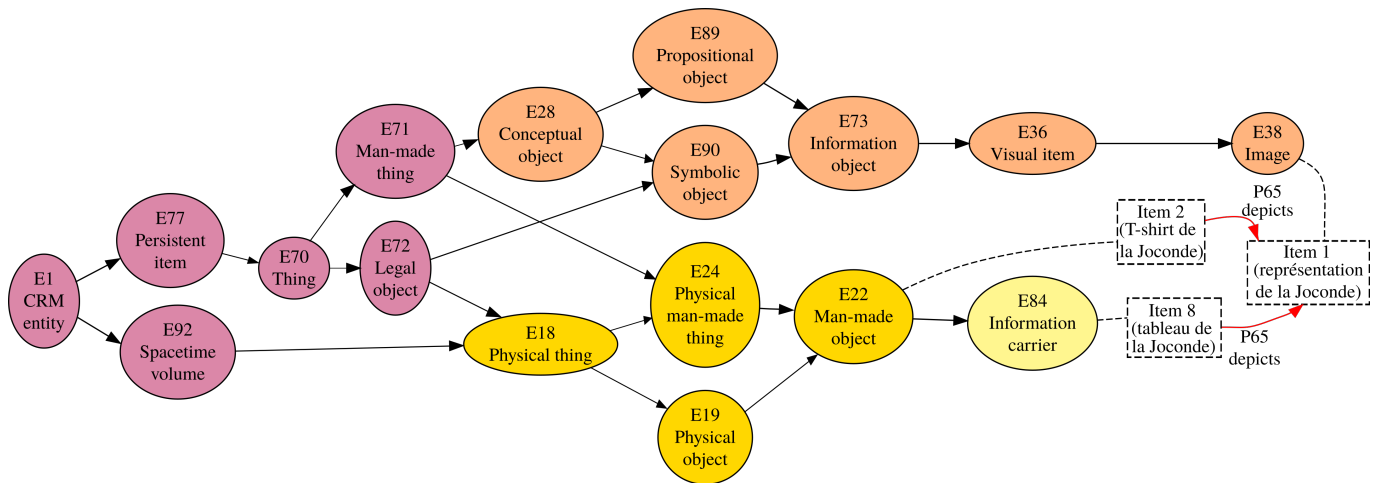 E1
CRM
entity
E77
Persistent
item
E92
Spacetime
volume
E70
Thing
E71
Man-made
thing
E72
Legal
object
E28
Conceptual
object
E18
Physical thing
E89
Propositional
object
E90
Symbolic
object
E24
Physical
man-made
thing
E19
Physical
object
E73
Information
object
E22
Man-made
object
E36
Visual item
E84
Information
carrier
E38
Image
Item 2
(T-shirt de
la Joconde)
P65
depicts
Item 1
(représentation
de la Joconde)
Item 8
(tableau de
la Joconde)
P65
depicts